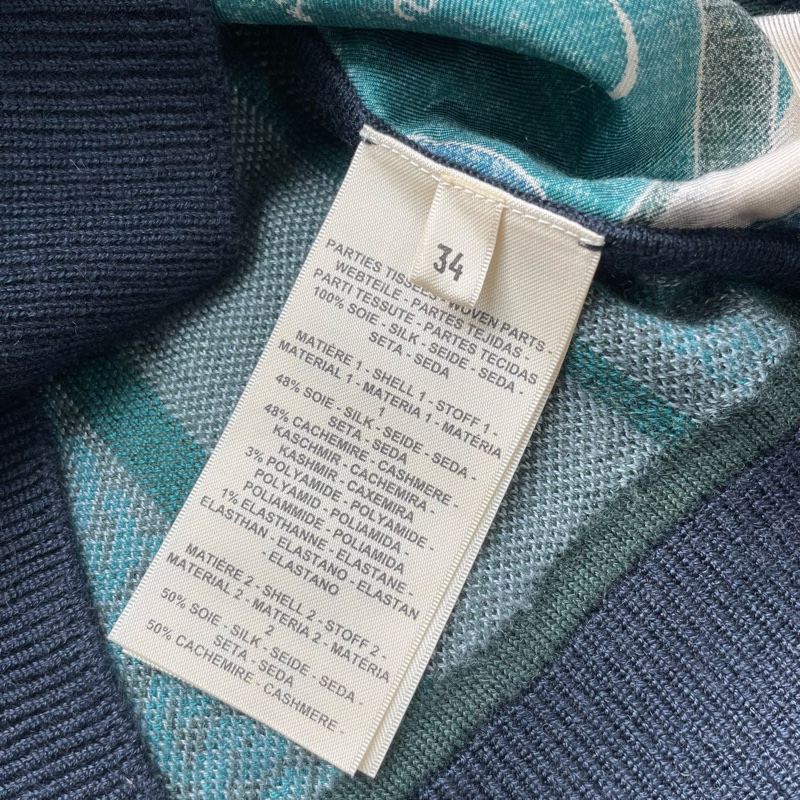 34
PARTIES TISSÉES - WOVEN PARTS -
WEBTEILE - PARTES TEJIDAS -
PARTI TESSUTE - PARTES TECIDAS
100% SOIE - SILK - SEIDE - SEDA -
SETA - SEDA
MATIÈRE 1 - SHELL 1 - STOFF 1 -
MATERIAL 1 - MATERIA 1 - MATÉRIA
1
48% SOIE - SILK - SEIDE - SEDA -
SETA - SEDA
48% CACHEMIRE - CASHMERE -
KASCHMIR - CACHEMIRA -
KASHMIR - CAXEMIRA
3% POLYAMIDE - POLYAMIDE -
POLYAMID - POLIAMIDA -
POLIAMMIDE - POLIAMIDA
1% ELASTHANNE - ELASTANE -
ELASTHAN - ELASTANO - ELASTAN
- ELASTANO
MATIÈRE 2 - SHELL 2 - STOFF 2 -
MATERIAL 2 - MATERIA 2 - MATÉRIA
2
50% SOIE - SILK - SEIDE - SEDA -
SETA - SEDA
50% CACHEMIRE - CASHMERE -